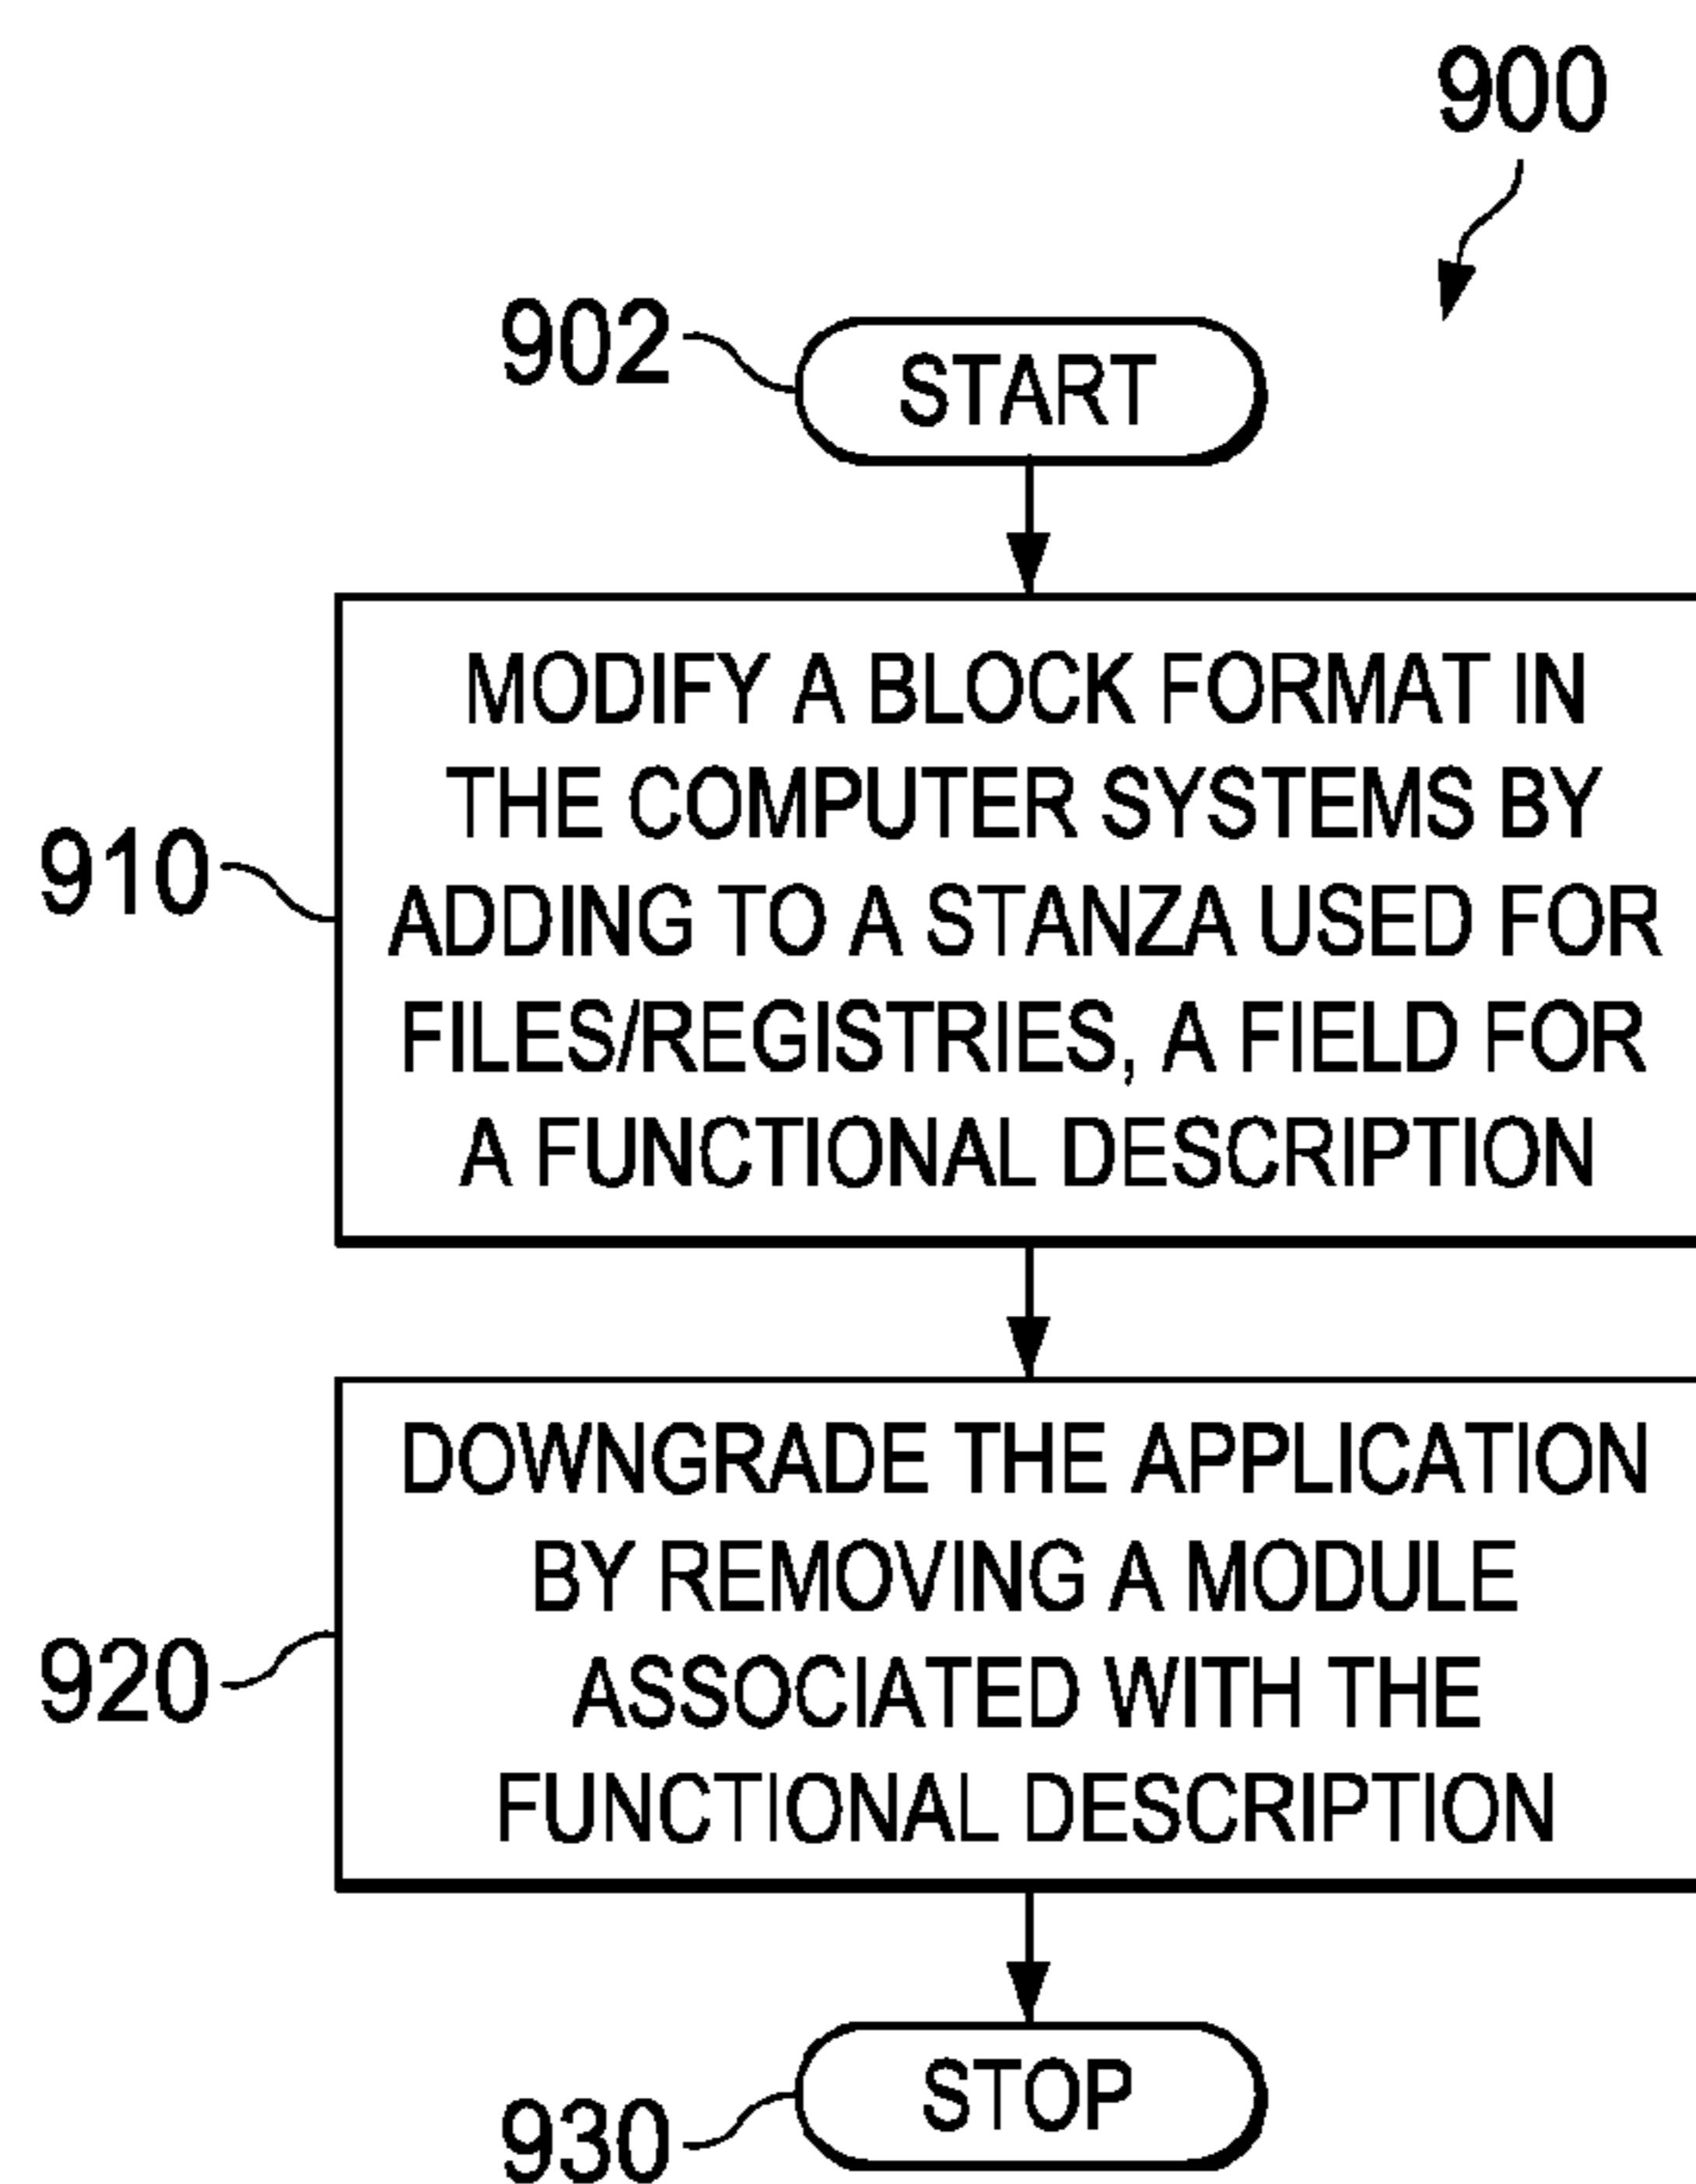 900
902
START
MODIFY A BLOCK FORMAT IN
THE COMPUTER SYSTEMS BY
910
ADDING TO A STANZA USED FOR
FILES/REGISTRIES, A FIELD FOR
A FUNCTIONAL DESCRIPTION
DOWNGRADE THE APPLICATION
BY REMOVING A MODULE
920
ASSOCIATED WITH THE
FUNCTIONAL DESCRIPTION
STOP
930